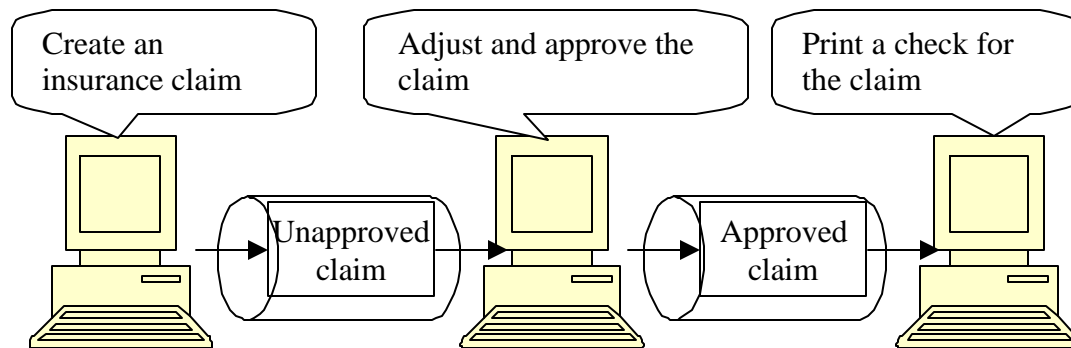 Create an
insurance claim
Adjust and approve the
claim
Print a check for
the claim
Unapproved
claim
Approved
claim